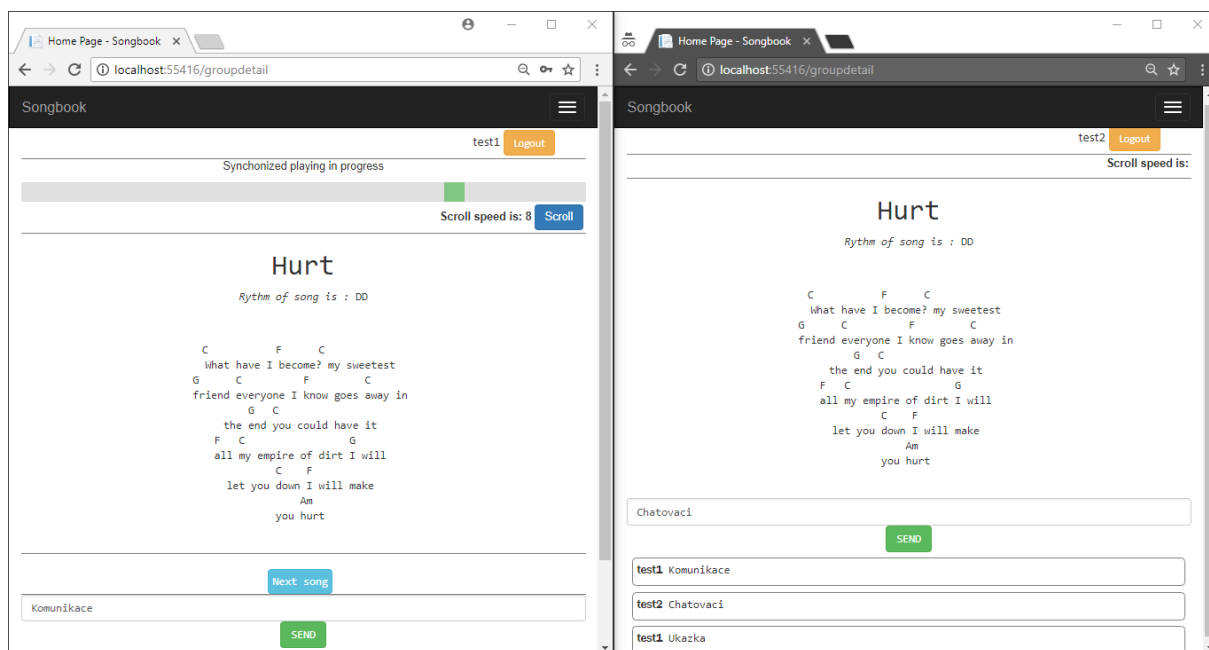 Home Page - Songbook
localhost:55416/groupdetail
Songbook
test1 Logout
Synchonized playing in progress
Scroll speed is: 8 Scroll
Hurt
Rythm of song is : DD
C F C
What have I become? my sweetest
G C F C
friend everyone I know goes away in
G C
the end you could have it
F C G
all my empire of dirt I will
C F
let you down I will make
Am
you hurt
Next song
Komunikace
SEND
Home Page - Songbook
localhost:55416/groupdetail
Songbook
test2 Logout
Scroll speed is:
Hurt
Rythm of song is : DD
C F C
What have I become? my sweetest
G C F C
friend everyone I know goes away in
G C
the end you could have it
F C G
all my empire of dirt I will
C F
let you down I will make
Am
you hurt
Chatovaci
SEND
test1 Komunikace
test2 Chatovaci
test1 Ukazka